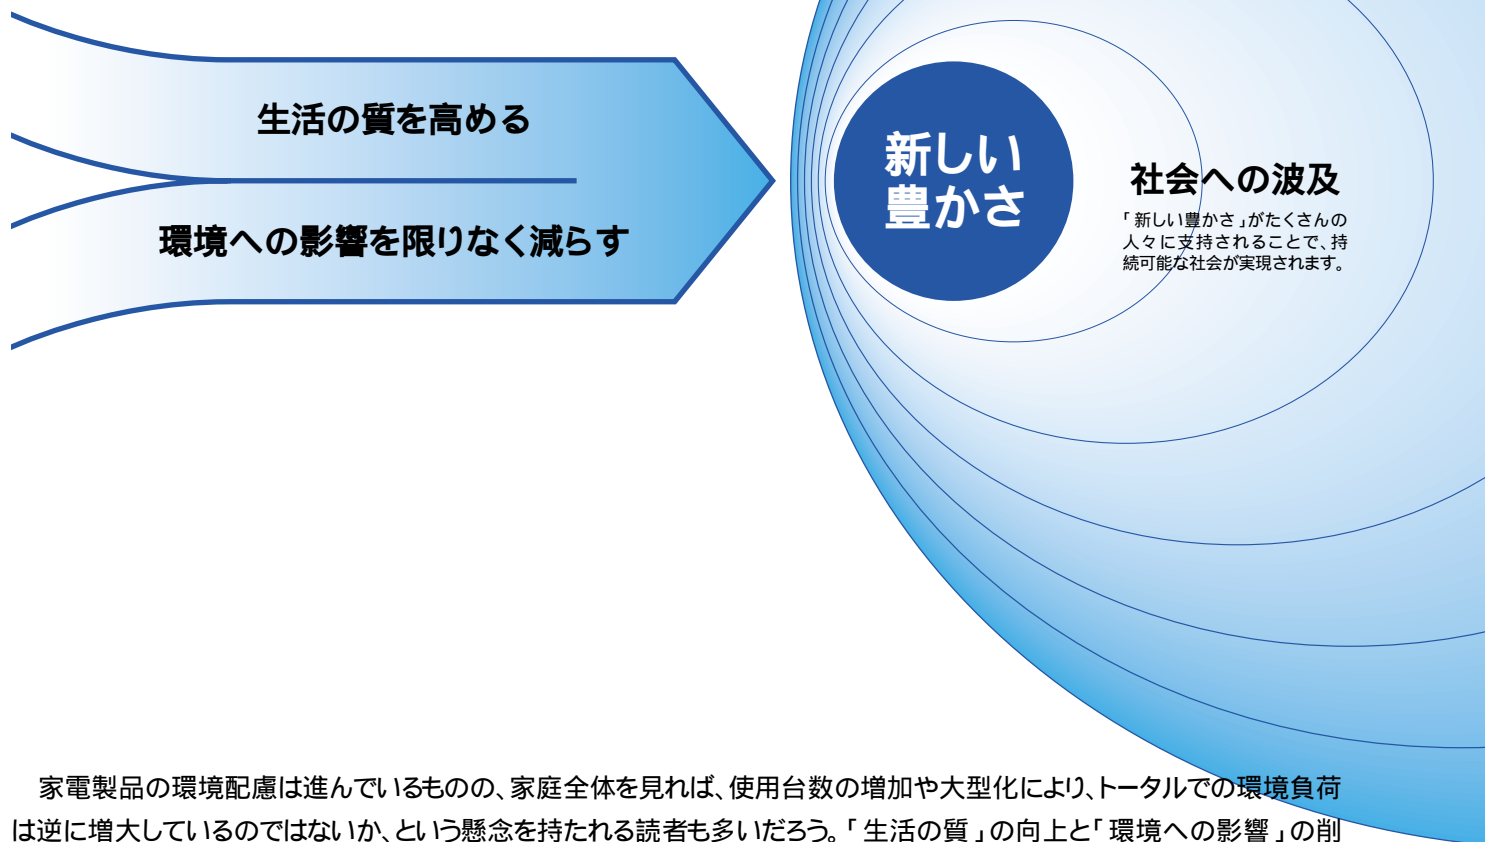 生活の質を高める
環境への影響を限りなく減らす
新しい
豊かさ
社会への波及
「新しい豊かさ」がたくさんの
人々に支持されることで、持
続可能な社会が実現されます。
家電製品の環境配慮は進んでいるものの、家庭全体を見れば、使用台数の増加や大型化により、トータルでの環境負荷
は逆に増大しているのではないか、という懸念を持たれる読者も多いだろう。「生活の質」の向上と「環境への影響」の削